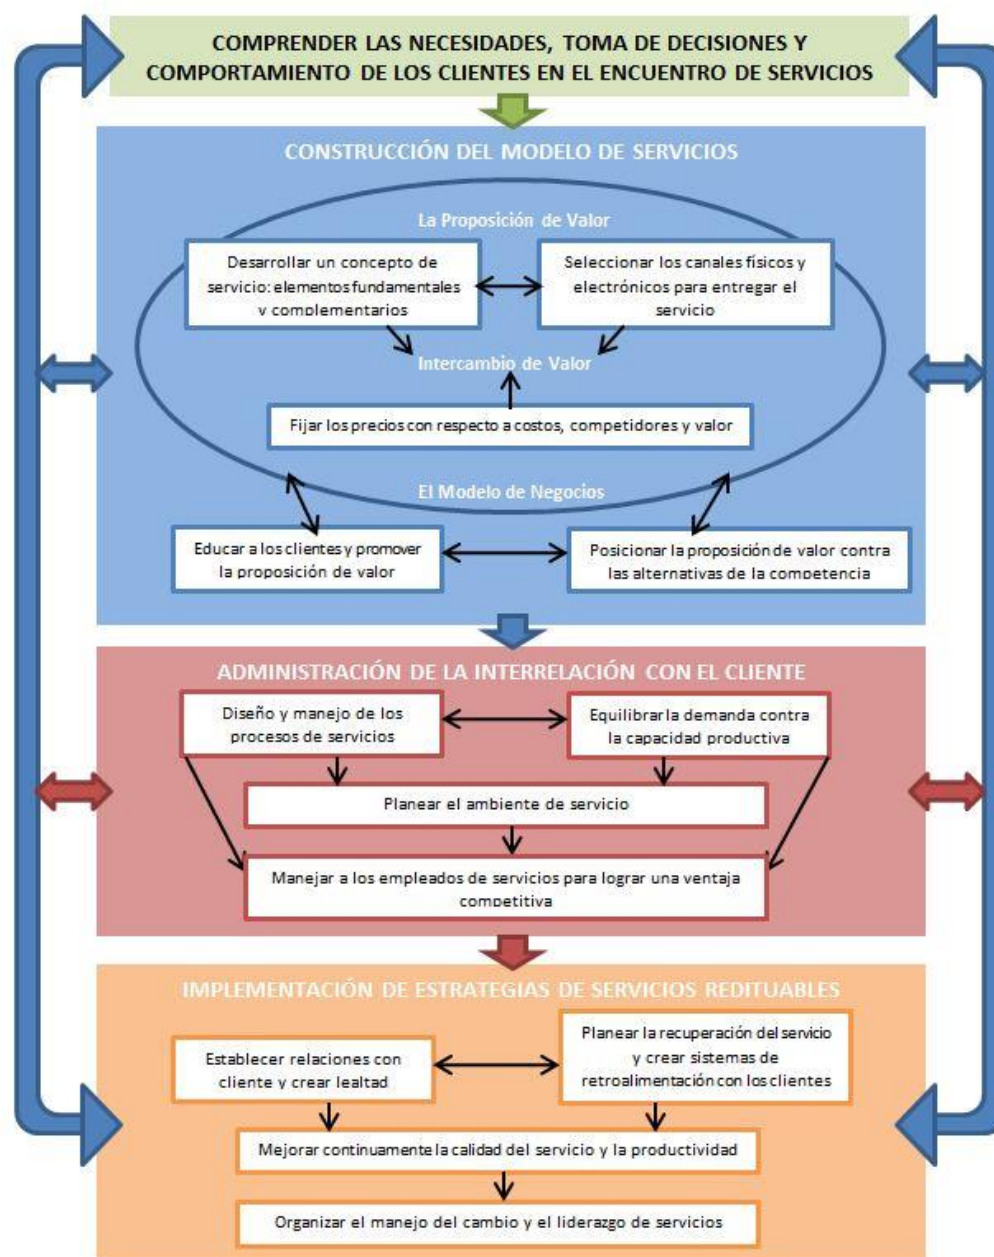 COMPRENDER LAS NECESIDADES, TOMA DE DECISIONES Y
COMPORTAMIENTO DE LOS CLIENTES EN EL ENCUENTRO DE SERVICIOS
CONSTRUCCIÓN DEL MODELO DE SERVICIOS
La Proposición de Valor
Desarrollar un concepto de
servicio: elementos fundamentales
y complementarios
Seleccionar los canales físicos y
electrónicos para entregar el
servicio
Intercambio de Valor
Fijar los precios con respecto a costos, competidores y valor
El Modelo de Negocios
Educar a los clientes y promover
la proposición de valor
Posicionar la proposición de valor contra
las alternativas de la competencia
ADMINISTRACIÓN DE LA INTERRELACIÓN CON EL CLIENTE
Diseño y manejo de los
procesos de servicios
Equilibrar la demanda contra
la capacidad productiva
Planear el ambiente de servicio
Manejar a los empleados de servicios para lograr una ventaja
competitiva
IMPLEMENTACIÓN DE ESTRATEGIAS DE SERVICIOS REDITUABLES
Establecer relaciones con
cliente y crear lealtad
Planear la recuperación del servicio
y crear sistemas de
retroalimentación con los clientes
Mejorar continuamente la calidad del servicio y la productividad
Organizar el manejo del cambio y el liderazgo de servicios